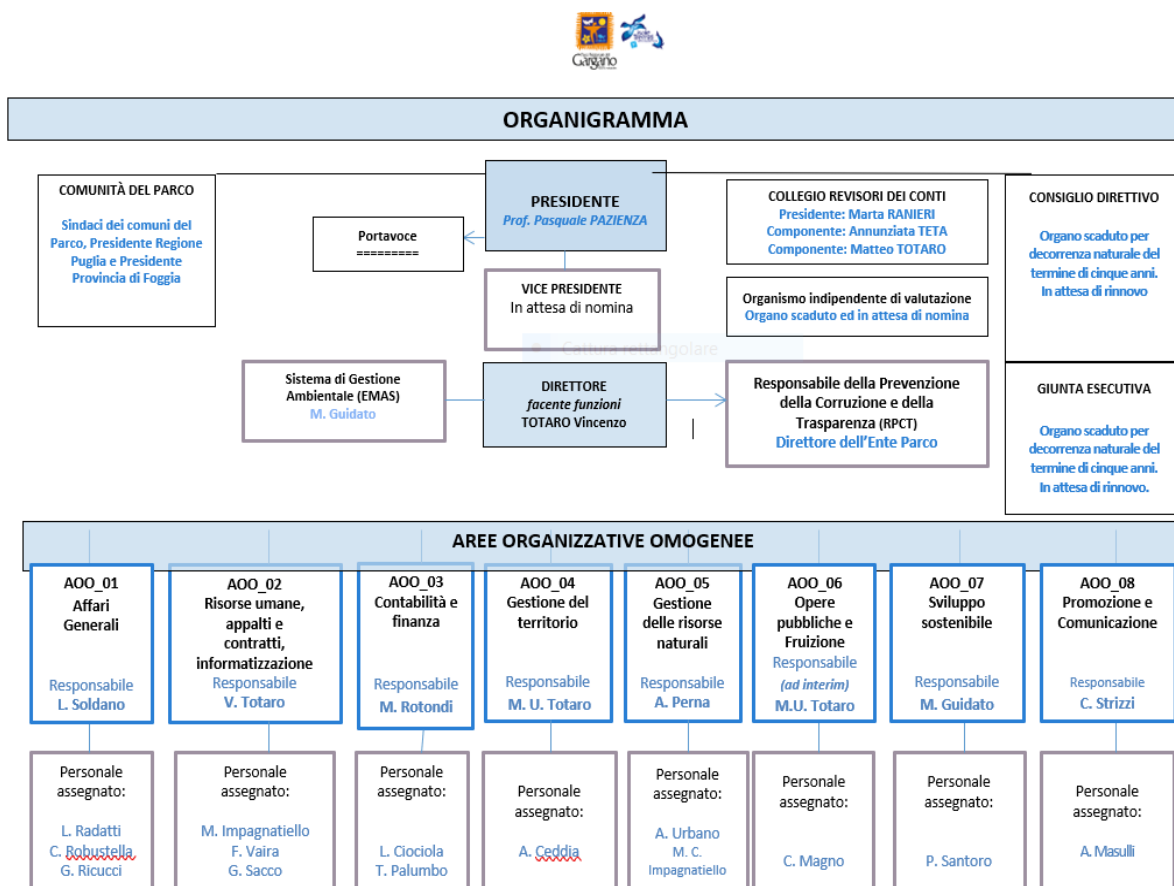 Gargano
ORGANIGRAMMA
COMUNITÀ DEL PARCO
Sindaci dei comuni del
Parco, Presidente Regione
Puglia e Presidente
Provincia di Foggia
Portavoce
=========
PRESIDENTE
Prof. Pasquale PAZIENZA
VICE PRESIDENTE
In attesa di nomina
COLLEGIO REVISORI DEI CONTI
Presidente: Marta RANIERI
Componente: Annunziata TETA
Componente: Matteo TOTARO
Organismo indipendente di valutazione
Organo scaduto ed in attesa di nomina
CONSIGLIO DIRETTIVO
Organo scaduto per
decorrenza naturale del
termine di cinque anni.
In attesa di rinnovo
Cattura rettangolare
Sistema di Gestione
Ambientale (EMAS)
M. Guidato
DIRETTORE
facente funzioni
TOTARO Vincenzo
Responsabile della Prevenzione
della Corruzione e della
Trasparenza (RPCT)
Direttore dell'Ente Parco
GIUNTA ESECUTIVA
Organo scaduto per
decorrenza naturale del
termine di cinque anni.
In attesa di rinnovo.
AREE ORGANIZZATIVE OMOGENEE
AOO_01
Affari
Generali
Responsabile
L. Soldano
AOO_02
Risorse umane,
appalti e
contratti,
informatizzazione
Responsabile
V. Totaro
AOO_03
Contabilità e
finanza
Responsabile
M. Rotondi
AOO_04
Gestione del
territorio
Responsabile
M. U. Totaro
AOO_05
Gestione
delle risorse
naturali
Responsabile
A. Perna
AOO_06
Opere
pubbliche e
Fruizione
Responsabile
(ad interim)
M.U. Totaro
AOO_07
Sviluppo
sostenibile
Responsabile
M. Guidato
AOO_08
Promozione e
Comunicazione
Responsabile
C. Strizzi
Personale
assegnato:
L. Radatti
C. Robustella
G. Ricucci
Personale
assegnato:
M. Impagnatiello
F. Vaira
G. Sacco
Personale
assegnato:
L. Ciociola
T. Palumbo
Personale
assegnato:
A. Ceddia
Personale
assegnato:
A. Urbano
M. C.
Impagnatiello
Personale
assegnato:
C. Magno
Personale
assegnato:
P. Santoro
Personale
assegnato:
A. Masulli